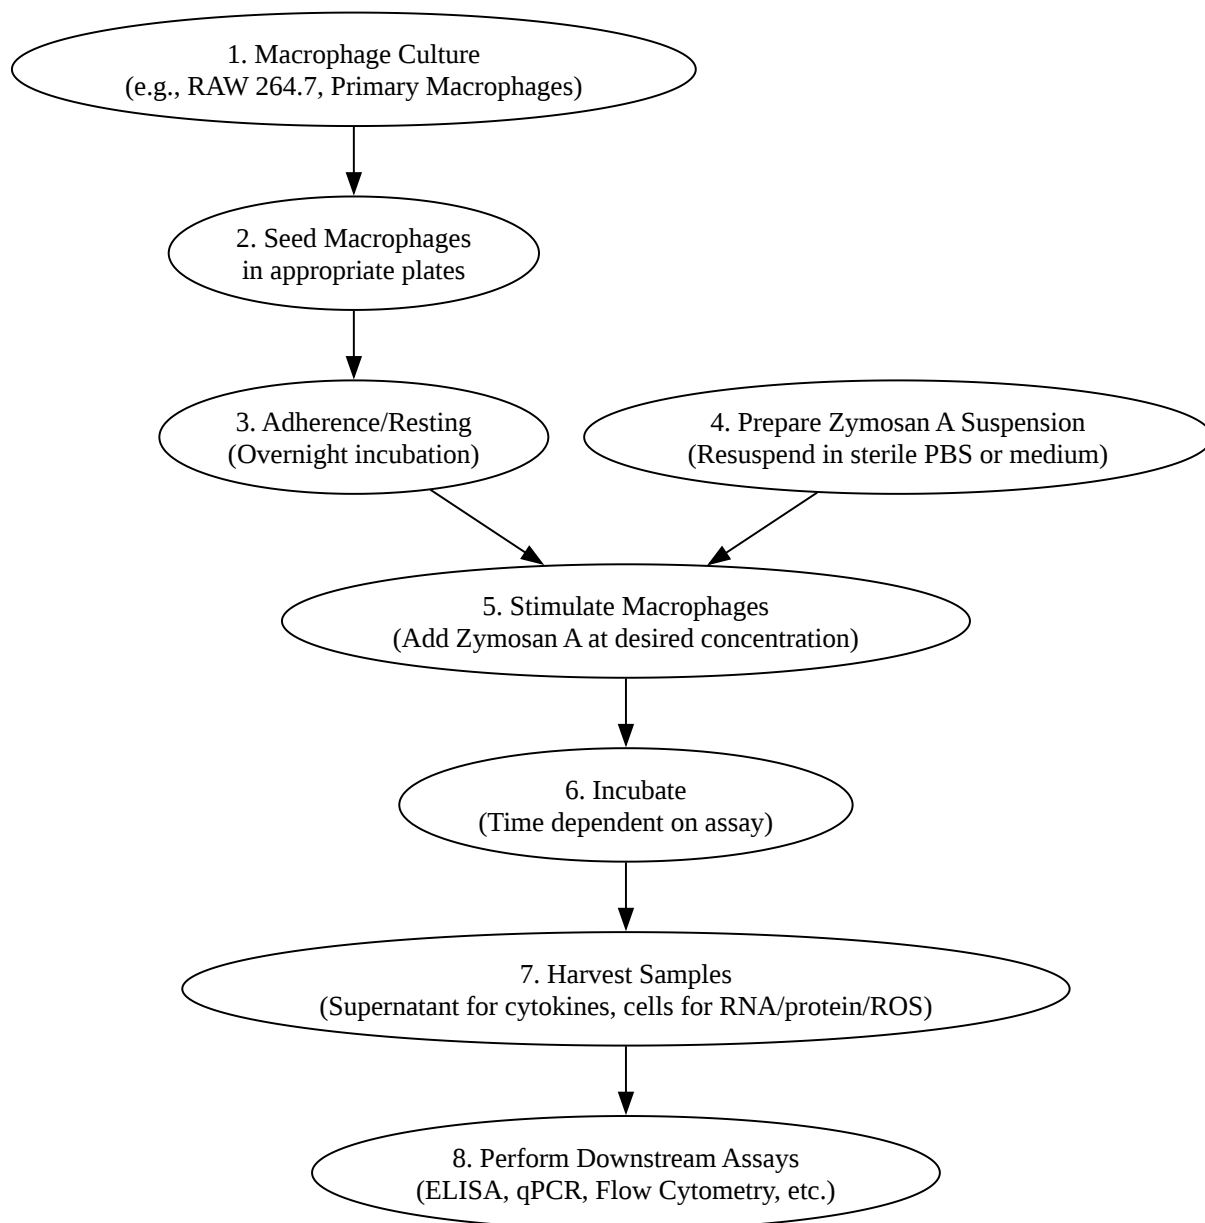 1. Macrophage Culture
(e.g., RAW 264.7, Primary Macrophages)
2. Seed Macrophages
in appropriate plates
3. Adherence/Resting
(Overnight incubation)
4. Prepare Zymosan A Suspension
(Resuspend in sterile PBS or medium)
5. Stimulate Macrophages
(Add Zymosan A at desired concentration)
6. Incubate
(Time dependent on assay)
7. Harvest Samples
(Supernatant for cytokines, cells for RNA/protein/ROS)
8. Perform Downstream Assays
(ELISA, qPCR, Flow Cytometry, etc.)